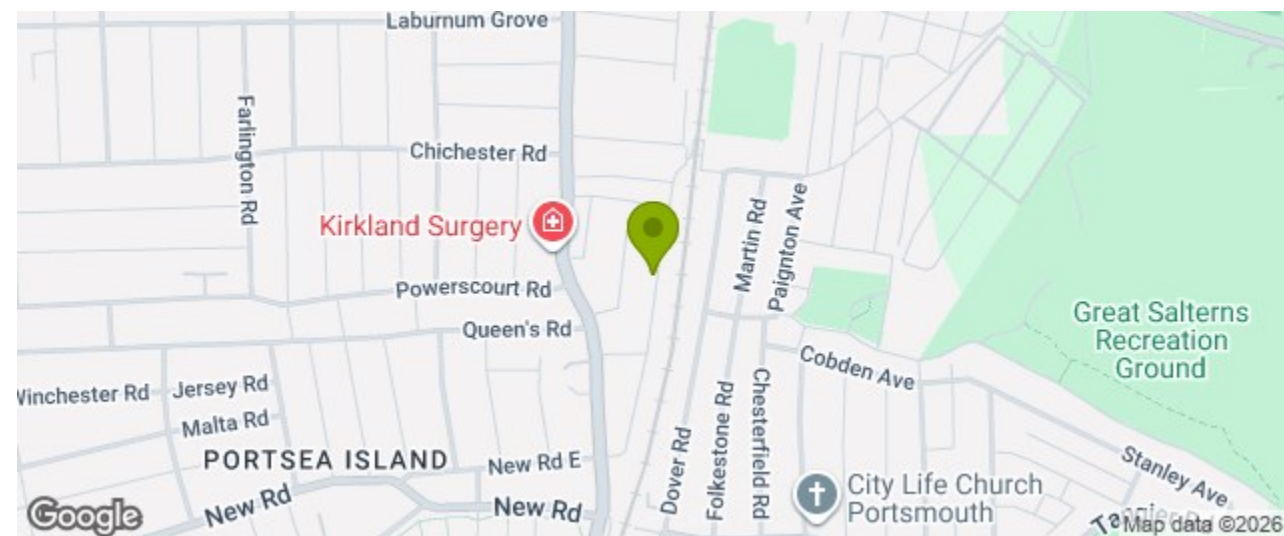 Laburnum Grove
Farlington Rd
Chichester Rd
Martin Rd
Paignton Ave
Kirkland Surgery
Powerscourt Rd
Queen's Rd
Great Salterns
Recreation
Ground
Cobden Ave
Winchester Rd
Jersey Rd
Malta Rd
Folkestone Rd
Chesterfield Rd
Dover Rd
PORTSEA ISLAND
New Rd E
Stanley Ave
New Rd
New Rd
City Life Church
Portsmouth
Google
Map data ©2026